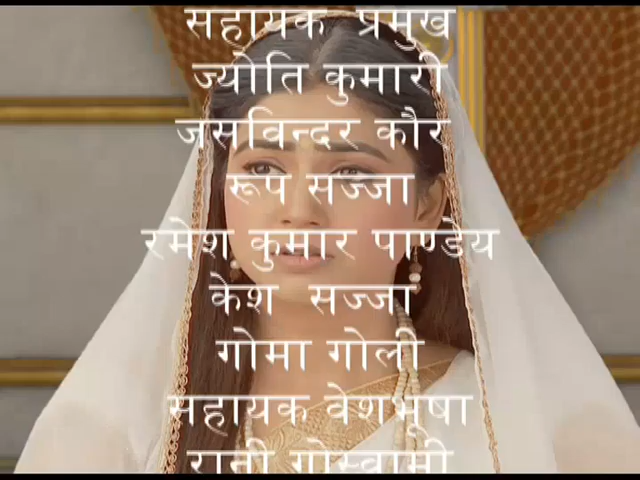 सहायक प्रमुख
ज्योति कुमारी
जसविन्दर कौर
रूप सज्जा
रमेश कुमार पाण्डेय
केश सज्जा
गोमा गोली
सहायक वेशभूषा
रानी गोस्वामी